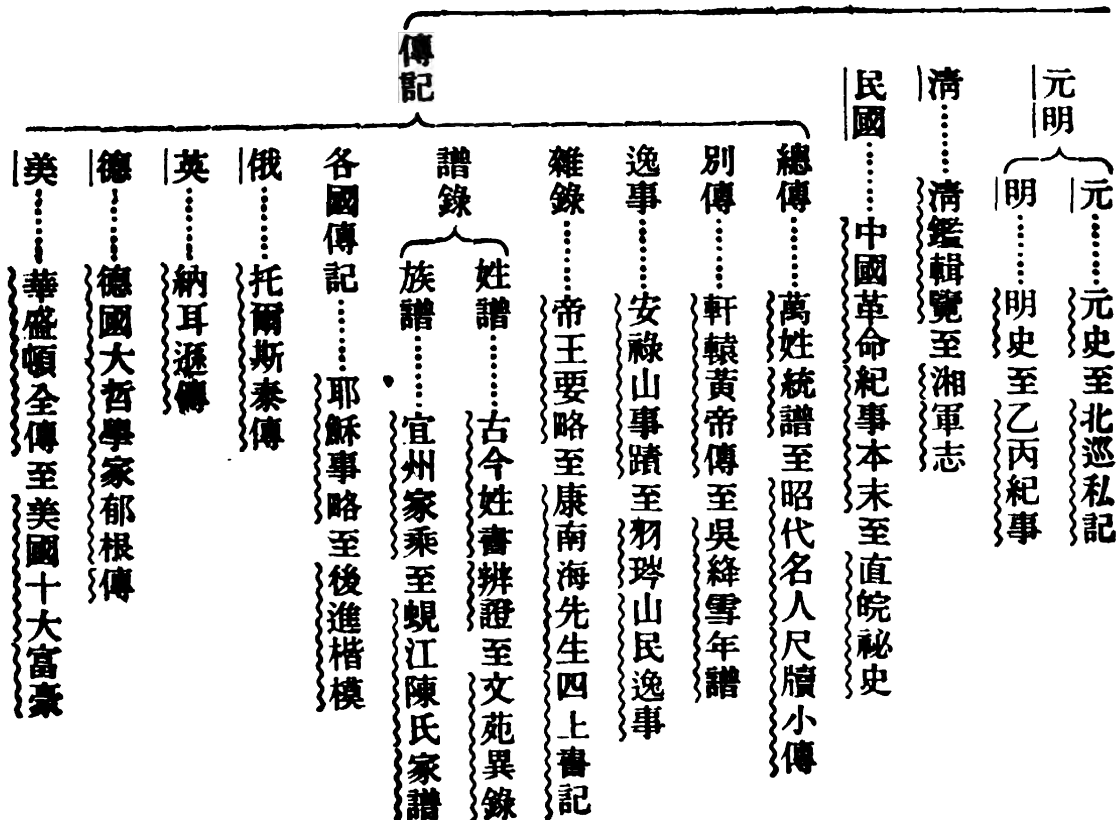 元明
元……元史至北巡私記
明……明史至乙丙紀事
清……清鑑輯覽至湘軍志
民國……中國革命紀事本末至直皖祕史
傳記
總傳……萬姓統譜至昭代名人尺牘小傳
別傳……軒轅黃帝傳至吳絳雪年譜
逸事……安祿山事蹟至羽琌山民逸事
雜錄……帝王要略至康南海先生四上書記
譜錄
姓譜……古今姓書辨證至文苑異錄
族譜……宜州家乘至蜆江陳氏家譜
各國傳記……耶穌事略至後進楷模
俄……托爾斯泰傳
英……納耳遜傳
德……德國大哲學家郁根傳
美……華盛頓全傳至美國十大富豪